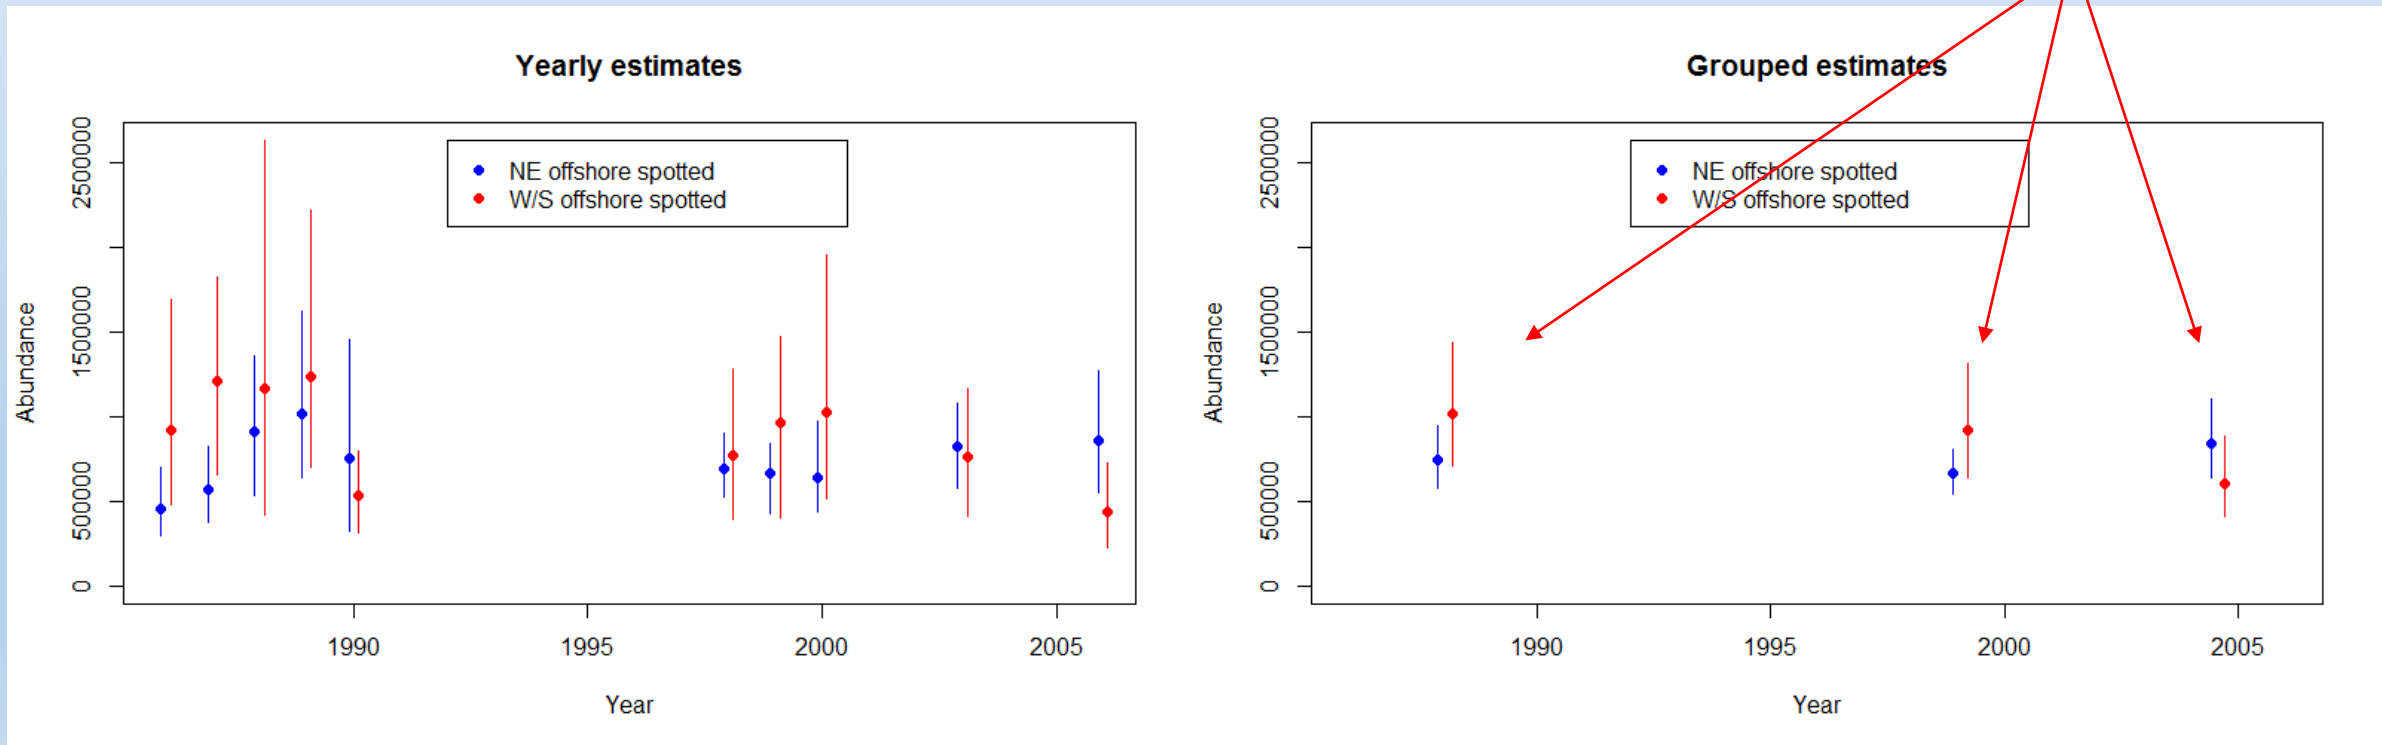 Yearly estimates
2500000
1500000
500000
0
Abundance
NE offshore spotted
W/S offshore spotted
1990 1995 2000 2005
Year
Grouped estimates
2500000
1500000
500000
0
Abundance
NE offshore spotted
W/S offshore spotted
1990 1995 2000 2005
Year